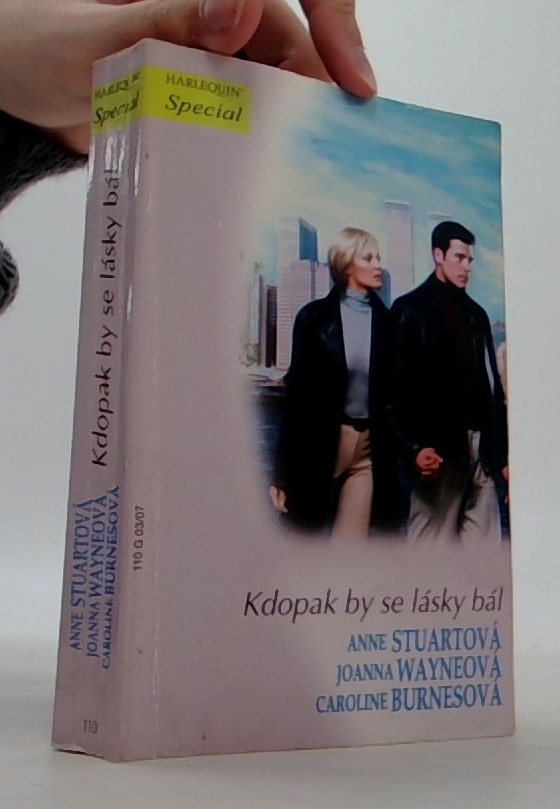 HARLEQUIN®
Special
Kdopak by se lásky bál
ANNE STUARTOVÁ
JOANNA WAYNEOVÁ
CAROLINE BURNESOVÁ
110 G 03/07
HARLEQUIN
Special
Kdopak by se lásky bál
ANNE STUARTOVÁ
JOANNA WAYNEOVÁ
CAROLINE BURNESOVÁ
110